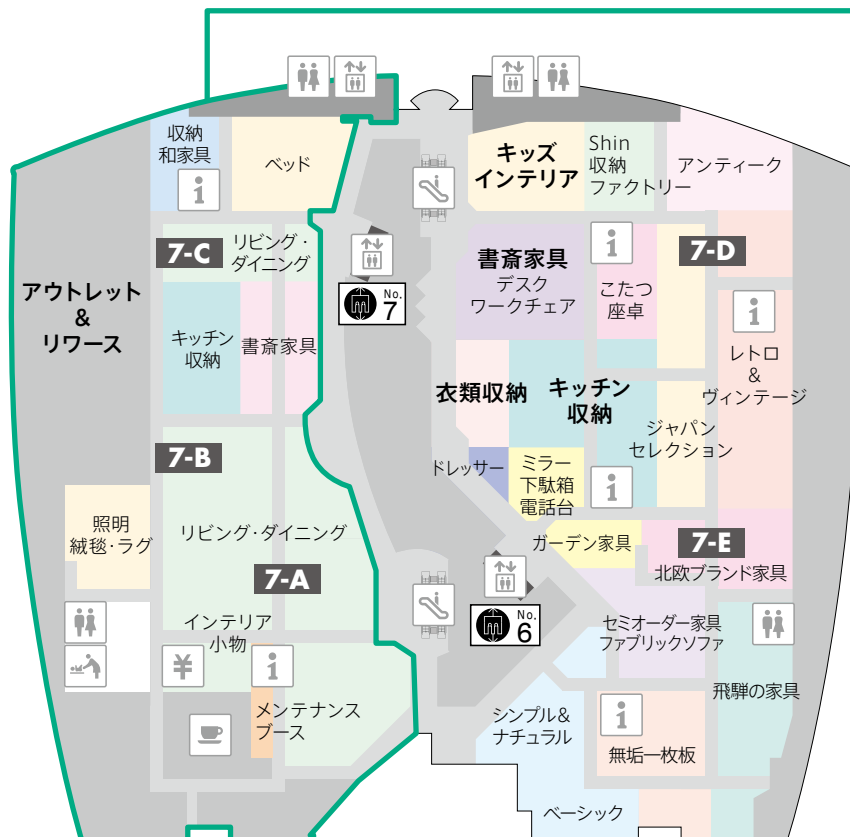 収納
和家具
ベッド
キッズ
インテリア
Shin
収納
ファクトリー
アンティーク
7-C
リビング・
ダイニング
アウトレット
&
リワース
No.
7
書斎家具
デスク
ワークチェア
こたつ
座卓
7-D
キッチン
収納
書斎家具
レトロ
&
ヴィンテージ
衣類収納
キッチン
収納
ジャパン
セレクション
7-B
ドレッサー
ミラー
下駄箱
電話台
照明
絨毯・ラグ
リビング・ダイニング
ガーデン家具
7-E
北欧ブランド家具
7-A
インテリア
小物
No.
6
セミオーダー家具
ファブリックソファ
¥
メンテナンス
ブース
シンプル&
ナチュラル
無垢一枚板
飛騨の家具
ベーシック